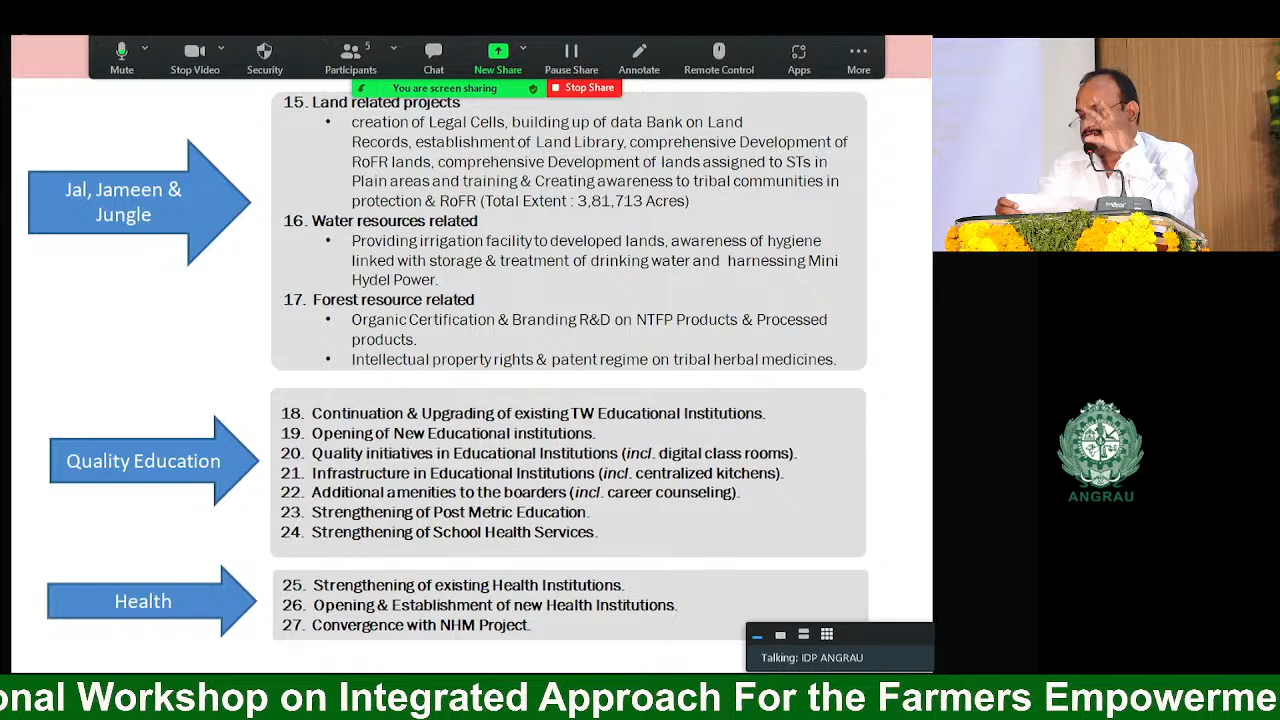 Mute
Stop Video
Security
Participants
5
Chat
New Share
Pause Share
Annotate
Remote Control
Apps
More
You are screen sharing
Stop Share
Jal, Jameen &
Jungle
15. Land related projects
• creation of Legal Cells, building up of data Bank on Land
Records, establishment of Land Library, comprehensive Development of
RoFR lands, comprehensive Development of lands assigned to STs in
Plain areas and training & Creating awareness to tribal communities in
protection & RoFR (Total Extent : 3,81,713 Acres)
16. Water resources related
• Providing irrigation facility to developed lands, awareness of hygiene
linked with storage & treatment of drinking water and harnessing Mini
Hydel Power.
17. Forest resource related
• Organic Certification & Branding R&D on NTFP Products & Processed
products.
• Intellectual property rights & patent regime on tribal herbal medicines.
Quality Education
18. Continuation & Upgrading of existing TW Educational Institutions.
19. Opening of New Educational institutions.
20. Quality initiatives in Educational Institutions (incl. digital class rooms).
21. Infrastructure in Educational Institutions (incl. centralized kitchens).
22. Additional amenities to the boarders (incl. career counseling).
23. Strengthening of Post Metric Education.
24. Strengthening of School Health Services.
Health
25. Strengthening of existing Health Institutions.
26. Opening & Establishment of new Health Institutions.
27. Convergence with NHM Project.
Talking: IDP ANGRAU
ANGRAU
onal Workshop on Integrated Approach For the Farmers Empowerme